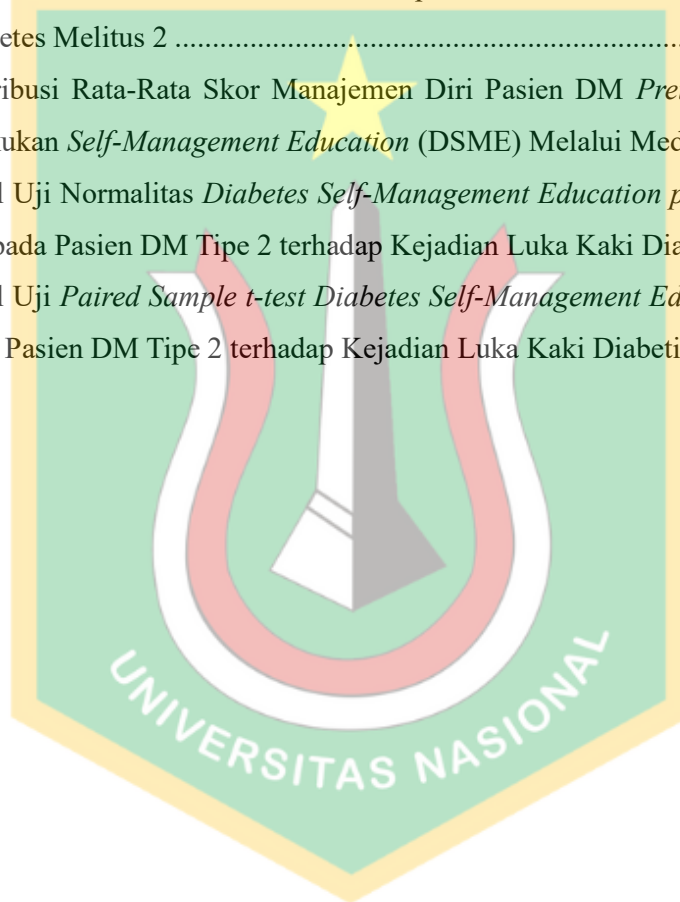 etes Melitus 2 ................................................................................
ibusi Rata-Rata Skor Manajemen Diri Pasien DM Pre
ukan Self-Management Education (DSME) Melalui Med
l Uji Normalitas Diabetes Self-Management Education p
pada Pasien DM Tipe 2 terhadap Kejadian Luka Kaki Dia
l Uji Paired Sample t-test Diabetes Self-Management Ed
Pasien DM Tipe 2 terhadap Kejadian Luka Kaki Diabeti
UNIVERSITAS NASIONAL